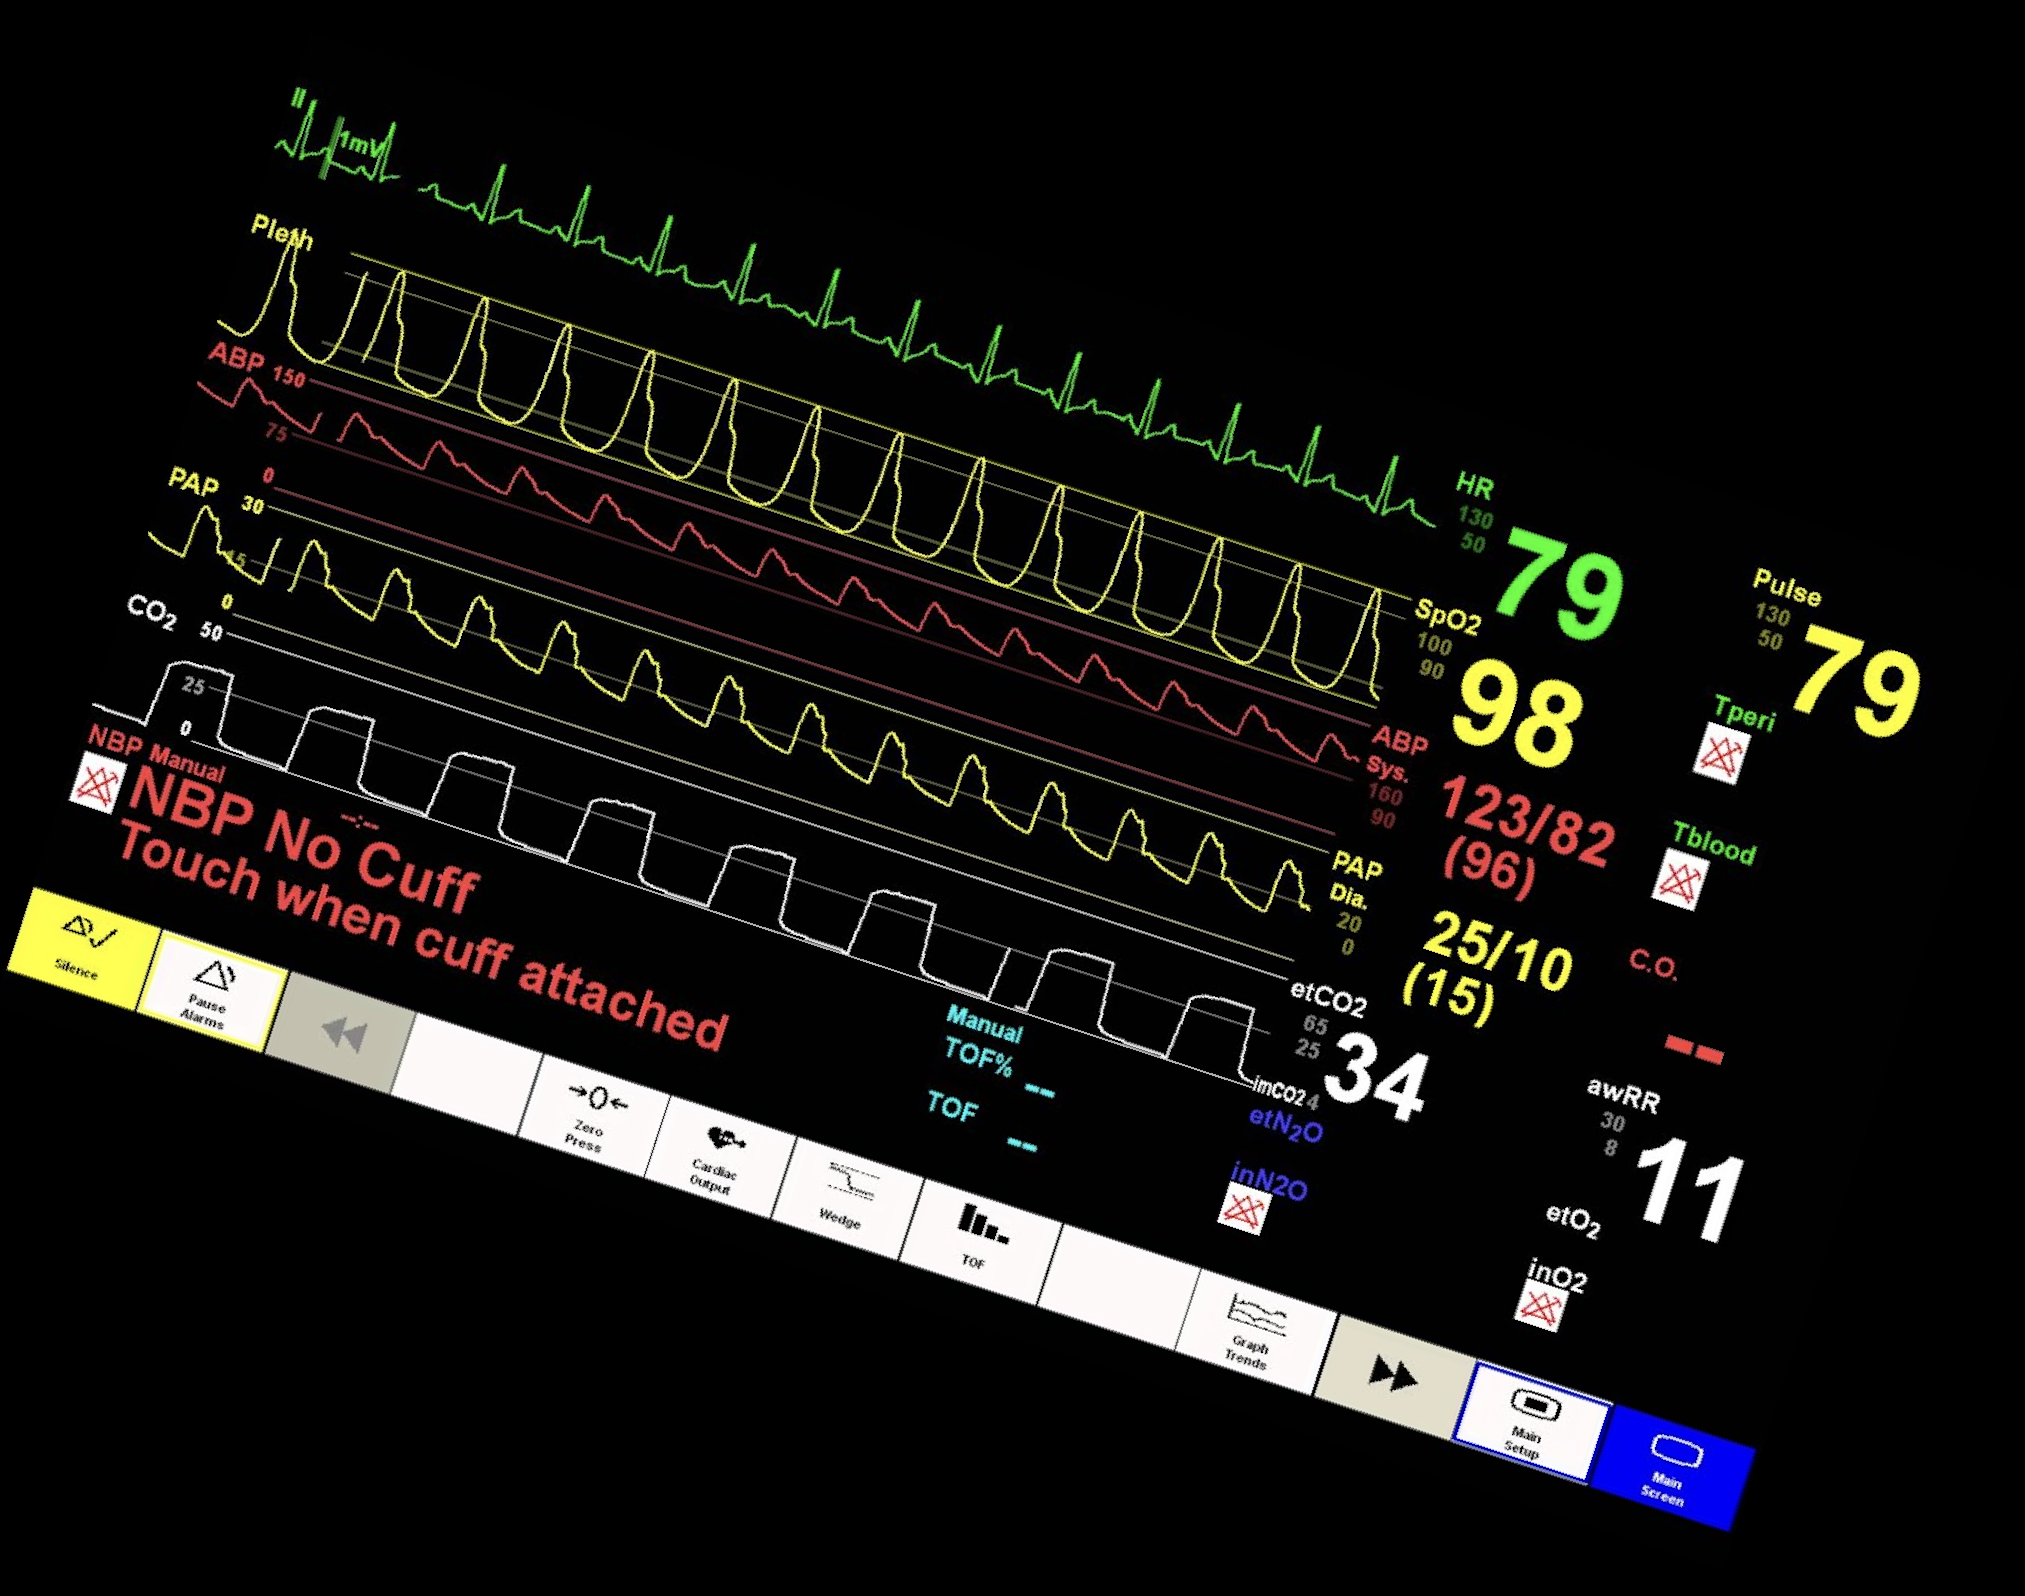 II
1mV
Pleth
ABP 150
75
0
PAP 30
15
0
CO2 50
25
0
HR
130
50
79
Pulse
130
50
79
SpO2
100
90
98
Tperi
ABP
Sys.
160
90
123/82
(96)
Tblood
PAP
Dia.
20
0
25/10
(15)
C.O.
--
etCO2
65
25
34
imCO2 4
awRR
30
8
11
etN2O
inN2O
etO2
inO2
NBP Manual
--:--
NBP No Cuff
Touch when cuff attached
Manual
TOF% --
TOF --
Silence
Pause
Alarms
→0←
Zero
Press
Cardiac
Output
Wedge
TOF
Graph
Trends
Main
Setup
Main
Screen